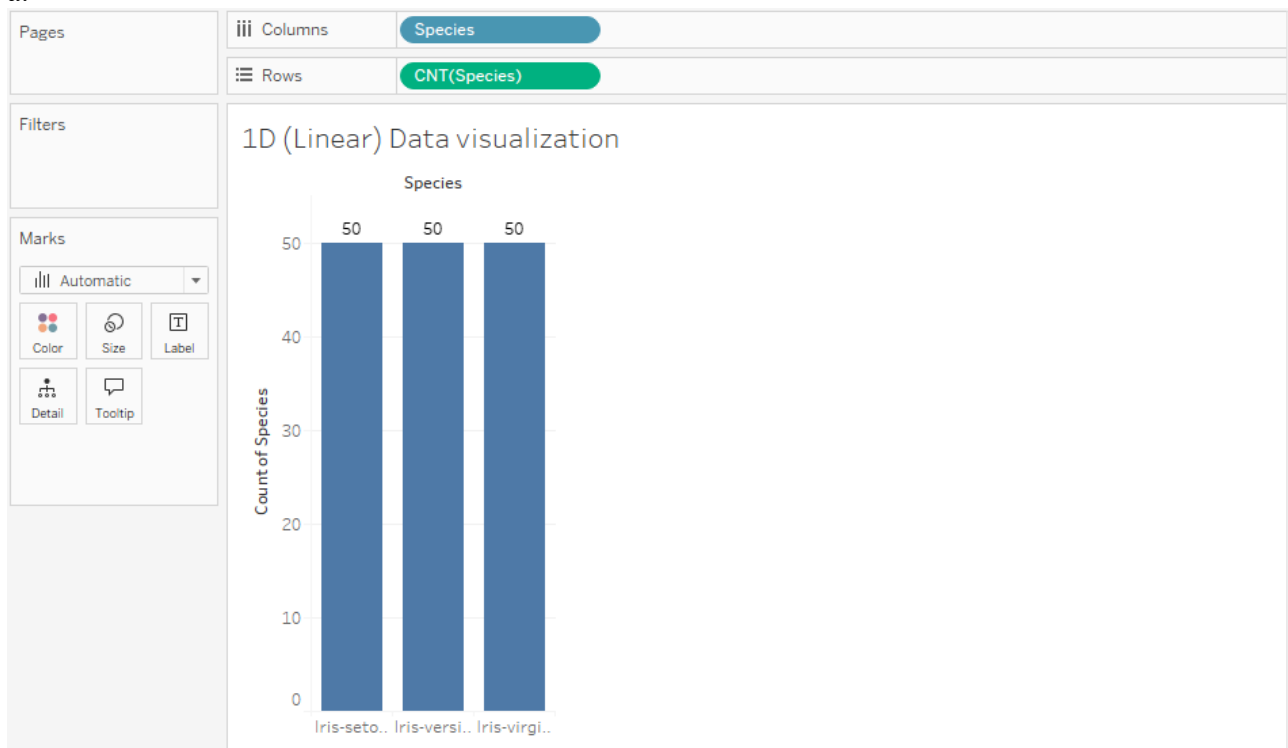 Pages
Columns
Species
Rows
CNT(Species)
Filters
1D (Linear) Data visualization
Species
Marks
Automatic
Color
Size
T
Label
Detail
Tooltip
50 50 50
50
40
30
20
10
0
Count of Species
Iris-seto.. Iris-versi.. Iris-virgi..